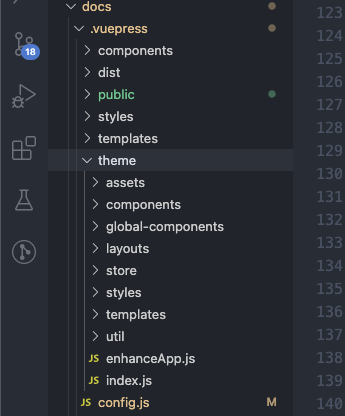 docs
.vuepress
components
18
dist
public
styles
templates
theme
assets
components
global-components
layouts
store
styles
templates
util
JS enhanceApp.js
JS index.js
JS config.js M
123
124
125
126
127
128
129
130
131
132
133
134
135
136
137
138
139
140